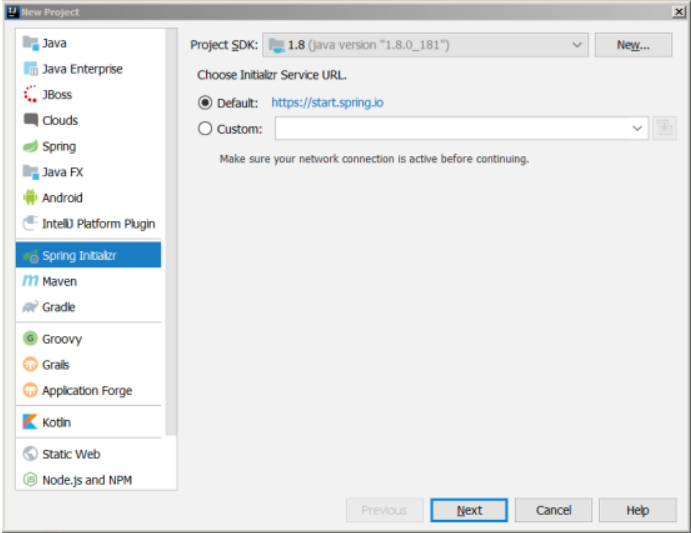 New Project
Java
Java Enterprise
JBoss
Clouds
Spring
Java FX
Android
IntelliJ Platform Plugin
Spring Initializr
Maven
Gradle
Groovy
Grails
Application Forge
Kotlin
Static Web
Node.js and NPM
Project SDK: 1.8 (java version "1.8.0_181") New...
Choose Initializr Service URL.
Default: https://start.spring.io
Custom:
Make sure your network connection is active before continuing.
Previous Next Cancel Help